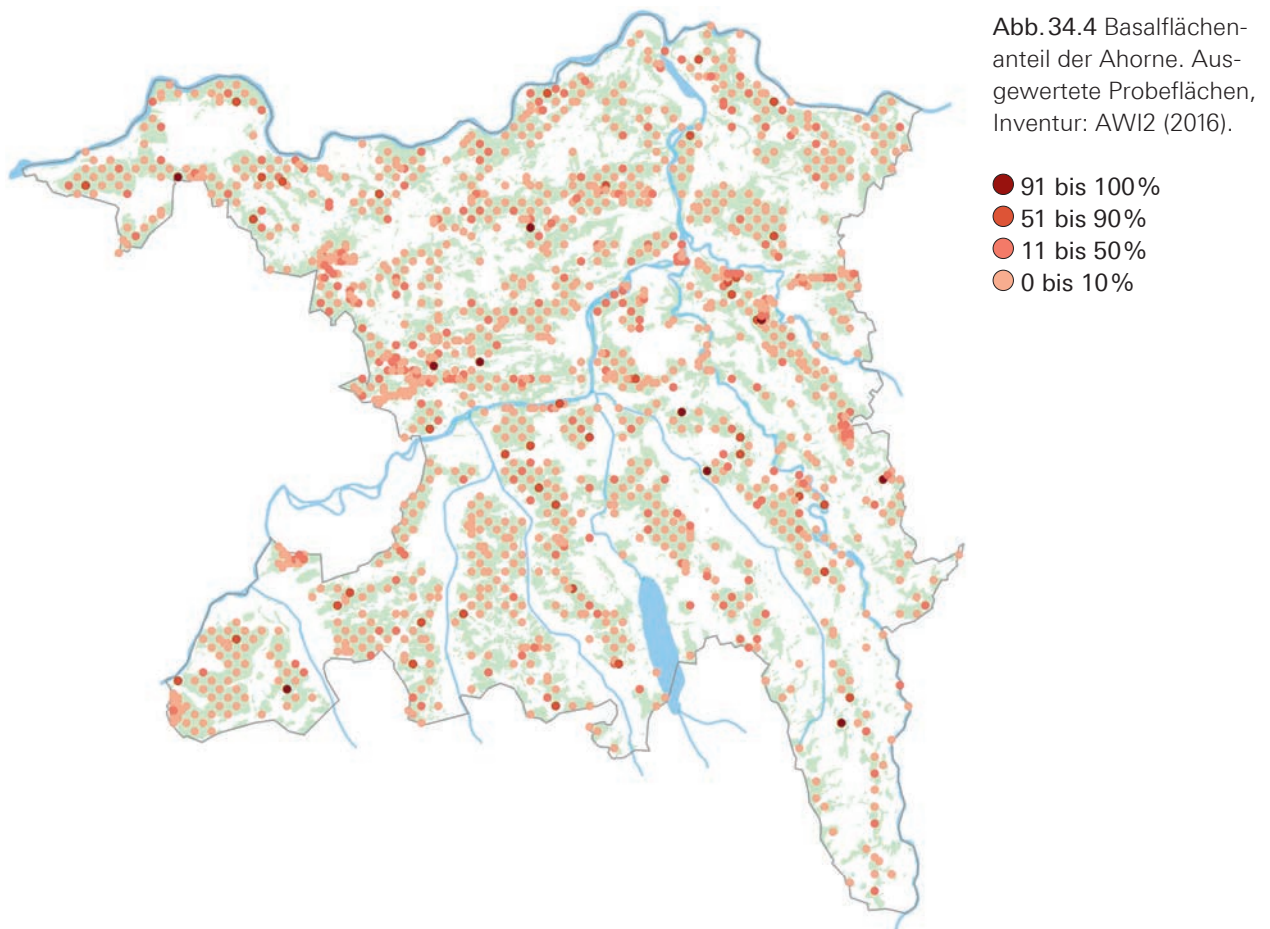 Abb. 34.4 Basalflächen-
anteil der Ahorne. Aus-
gewertete Probeflächen,
Inventur: AWI2 (2016).
91 bis 100%
51 bis 90%
11 bis 50%
0 bis 10%